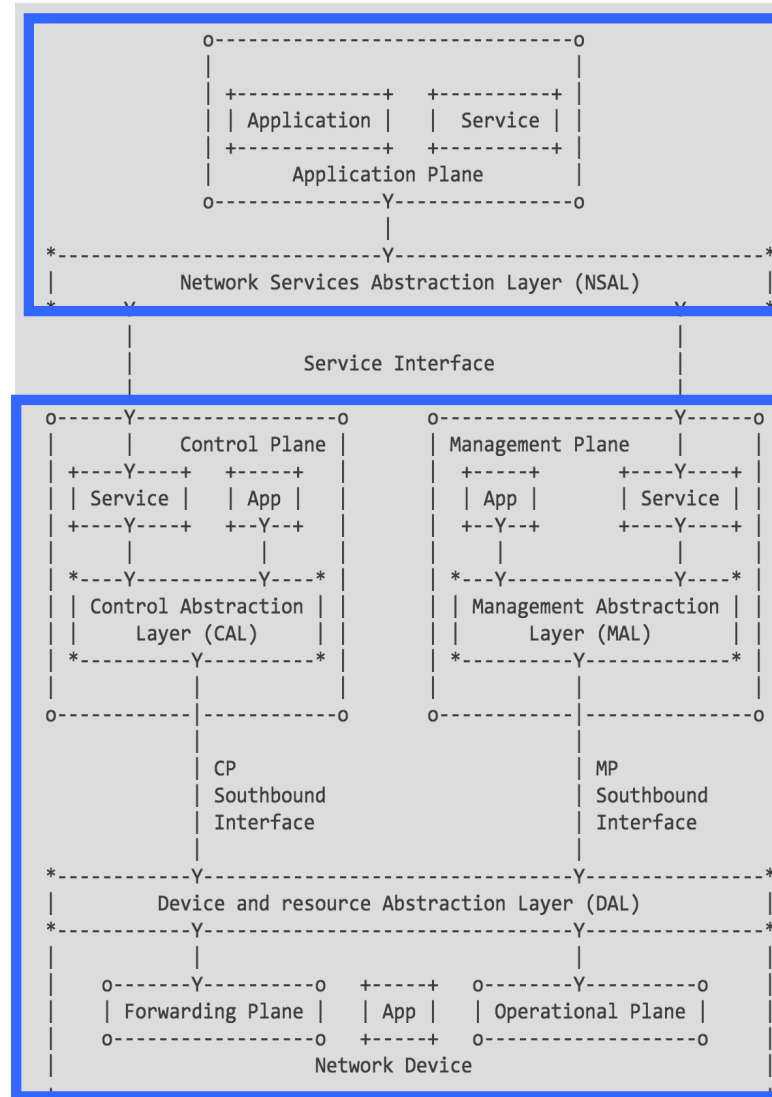 Application Service
Application Plane
Network Services Abstraction Layer (NSAL)
Service Interface
Control Plane Management Plane
Service App App Service
Control Abstraction Management Abstraction
Layer (CAL) Layer (MAL)
CP MP
Southbound Southbound
Interface Interface
Device and resource Abstraction Layer (DAL)
Forwarding Plane App Operational Plane
Network Device